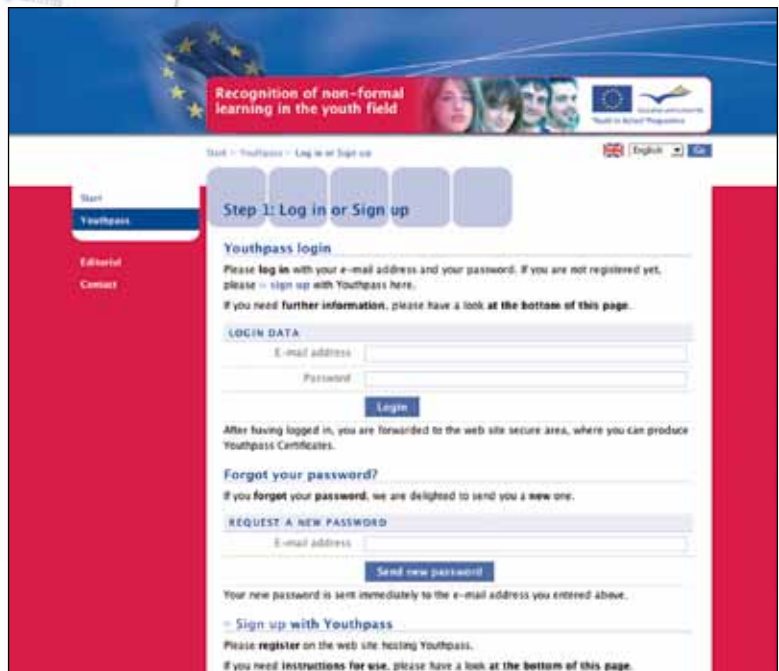 Recognition of non-formal
learning in the youth field
Youth in Action Programme
Start > Youthpass > Log in or Sign up
English
Go
Start
Youthpass
Editorial
Contact
Step 1: Log in or Sign up
Youthpass login
Please log in with your e-mail address and your password. If you are not registered yet,
please » sign up with Youthpass here.
If you need further information, please have a look at the bottom of this page.
LOGIN DATA
E-mail address
Password
Login
After having logged in, you are forwarded to the web site secure area, where you can produce
Youthpass Certificates.
Forgot your password?
If you forgot your password, we are delighted to send you a new one.
REQUEST A NEW PASSWORD
E-mail address
Send new password
Your new password is sent immediately to the e-mail address you entered above.
» Sign up with Youthpass
Please register on the web site hosting Youthpass.
If you need instructions for use, please have a look at the bottom of this page.